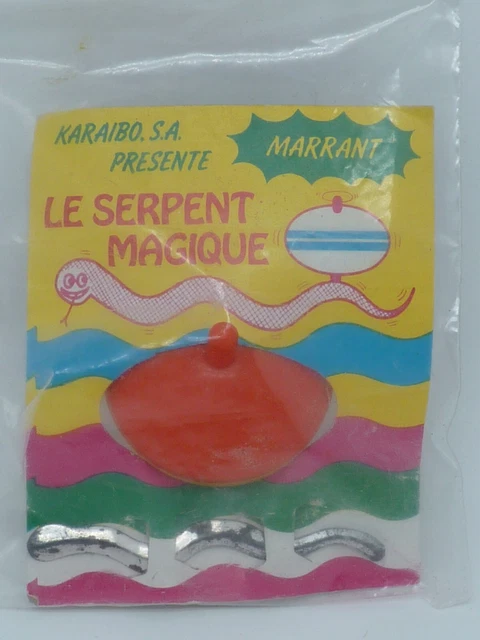 KARAIBO. S.A.
PRESENTE
MARRANT
LE SERPENT
MAGIQUE